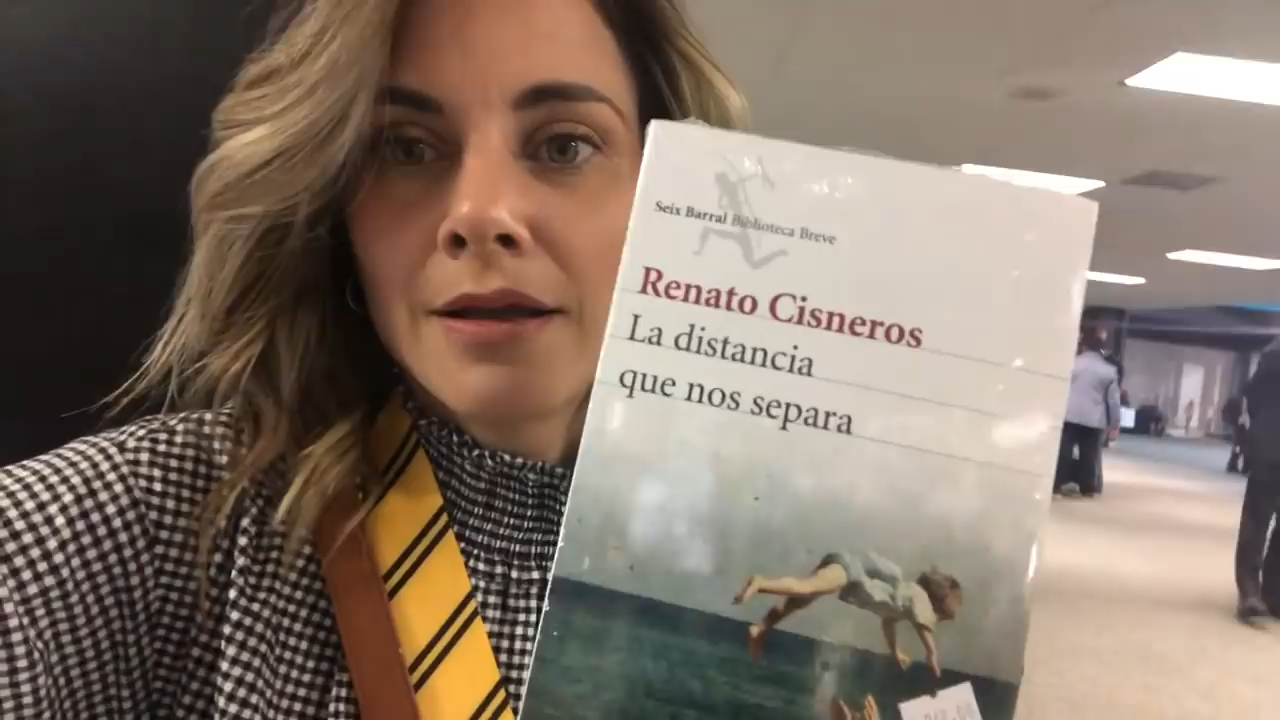 Seix Barral Biblioteca Breve
Renato Cisneros
La distancia
que nos separa